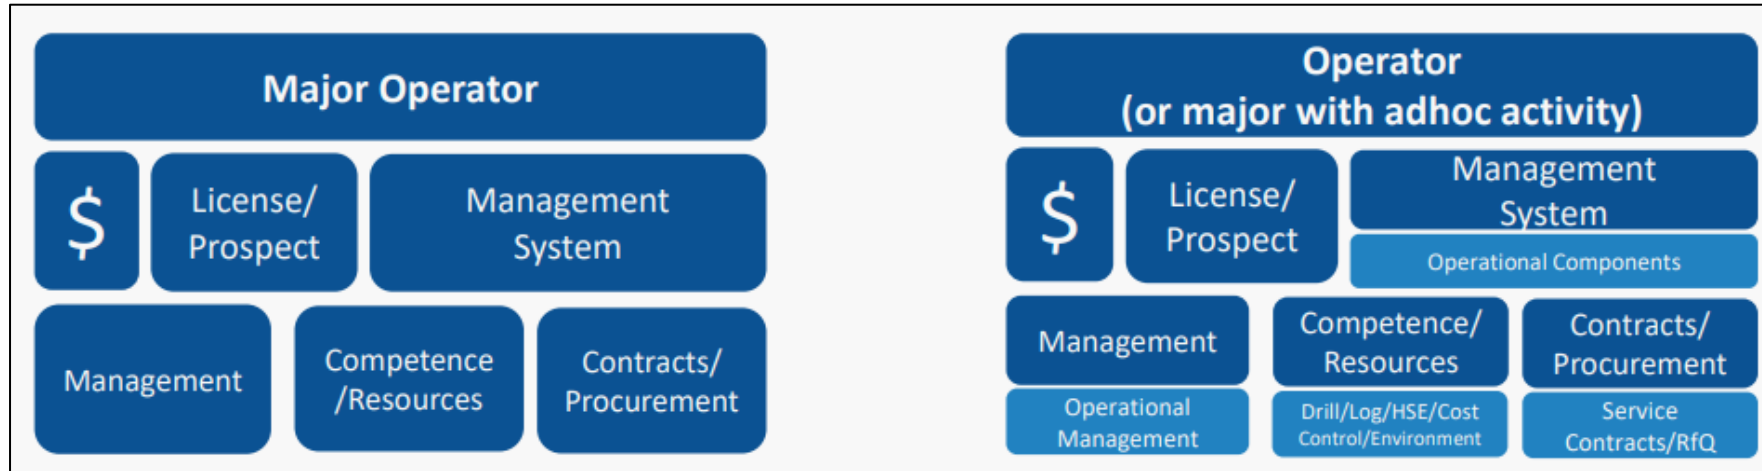 Major Operator
$
License/
Prospect
Management
System
Management
Competence
/Resources
Contracts/
Procurement
Operator
(or major with adhoc activity)
$
License/
Prospect
Management
System
Operational Components
Management
Operational
Management
Competence/
Resources
Drill/Log/HSE/Cost
Control/Environment
Contracts/
Procurement
Service
Contracts/RfQ